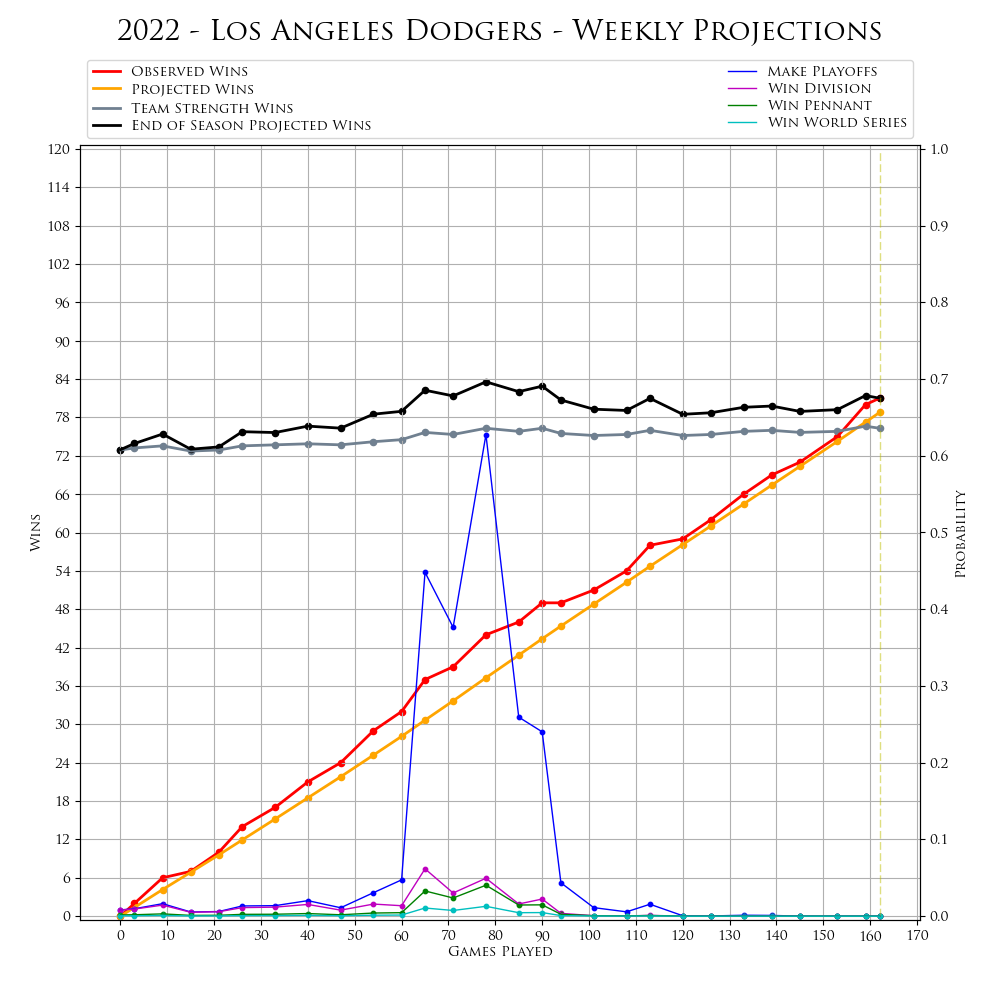 2022 - Los Angeles Dodgers - Weekly Projections
Observed Wins
Projected Wins
Team Strength Wins
End of Season Projected Wins
Make Playoffs
Win Division
Win Pennant
Win World Series
120
114
108
102
96
90
84
78
72
66
60
54
48
42
36
30
24
18
12
6
0
Wins
1.0
0.9
0.8
0.7
0.6
0.5
0.4
0.3
0.2
0.1
0.0
Probability
0 10 20 30 40 50 60 70 80 90 100 110 120 130 140 150 160 170
Games Played